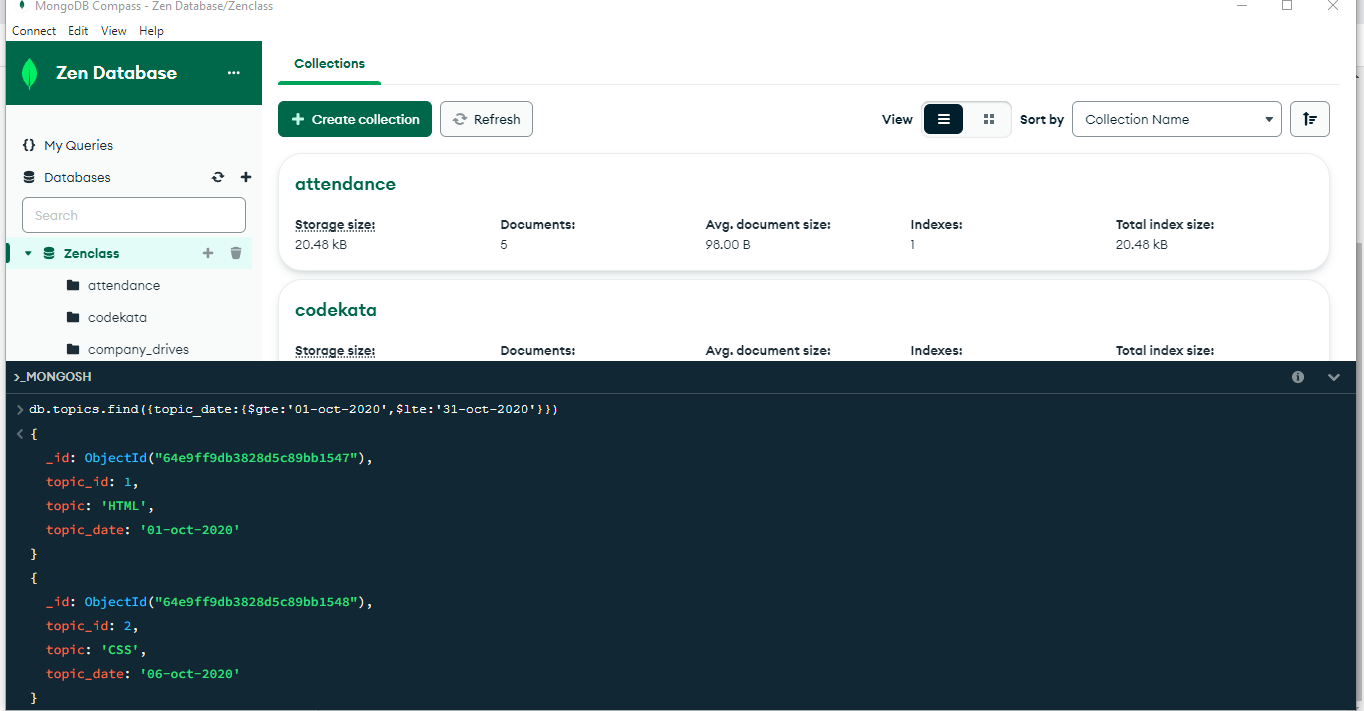 MongoDB Compass - Zen Database/Zenclass
Connect Edit View Help
Zen Database ...
{} My Queries
Databases
Search
Zenclass
attendance
codekata
company_drives
Collections
+ Create collection Refresh View Sort by Collection Name
attendance
Storage size: Documents: Avg. document size: Indexes: Total index size:
20.48 kB 5 98.00 B 1 20.48 kB
codekata
Storage size: Documents: Avg. document size: Indexes: Total index size:
>_MONGOSH
> db.topics.find({topic_date:{$gte:'01-oct-2020',$lte:'31-oct-2020'}})
< {
_id: ObjectId("64e9ff9db3828d5c89bb1547"),
topic_id: 1,
topic: 'HTML',
topic_date: '01-oct-2020'
}
{
_id: ObjectId("64e9ff9db3828d5c89bb1548"),
topic_id: 2,
topic: 'CSS',
topic_date: '06-oct-2020'
}